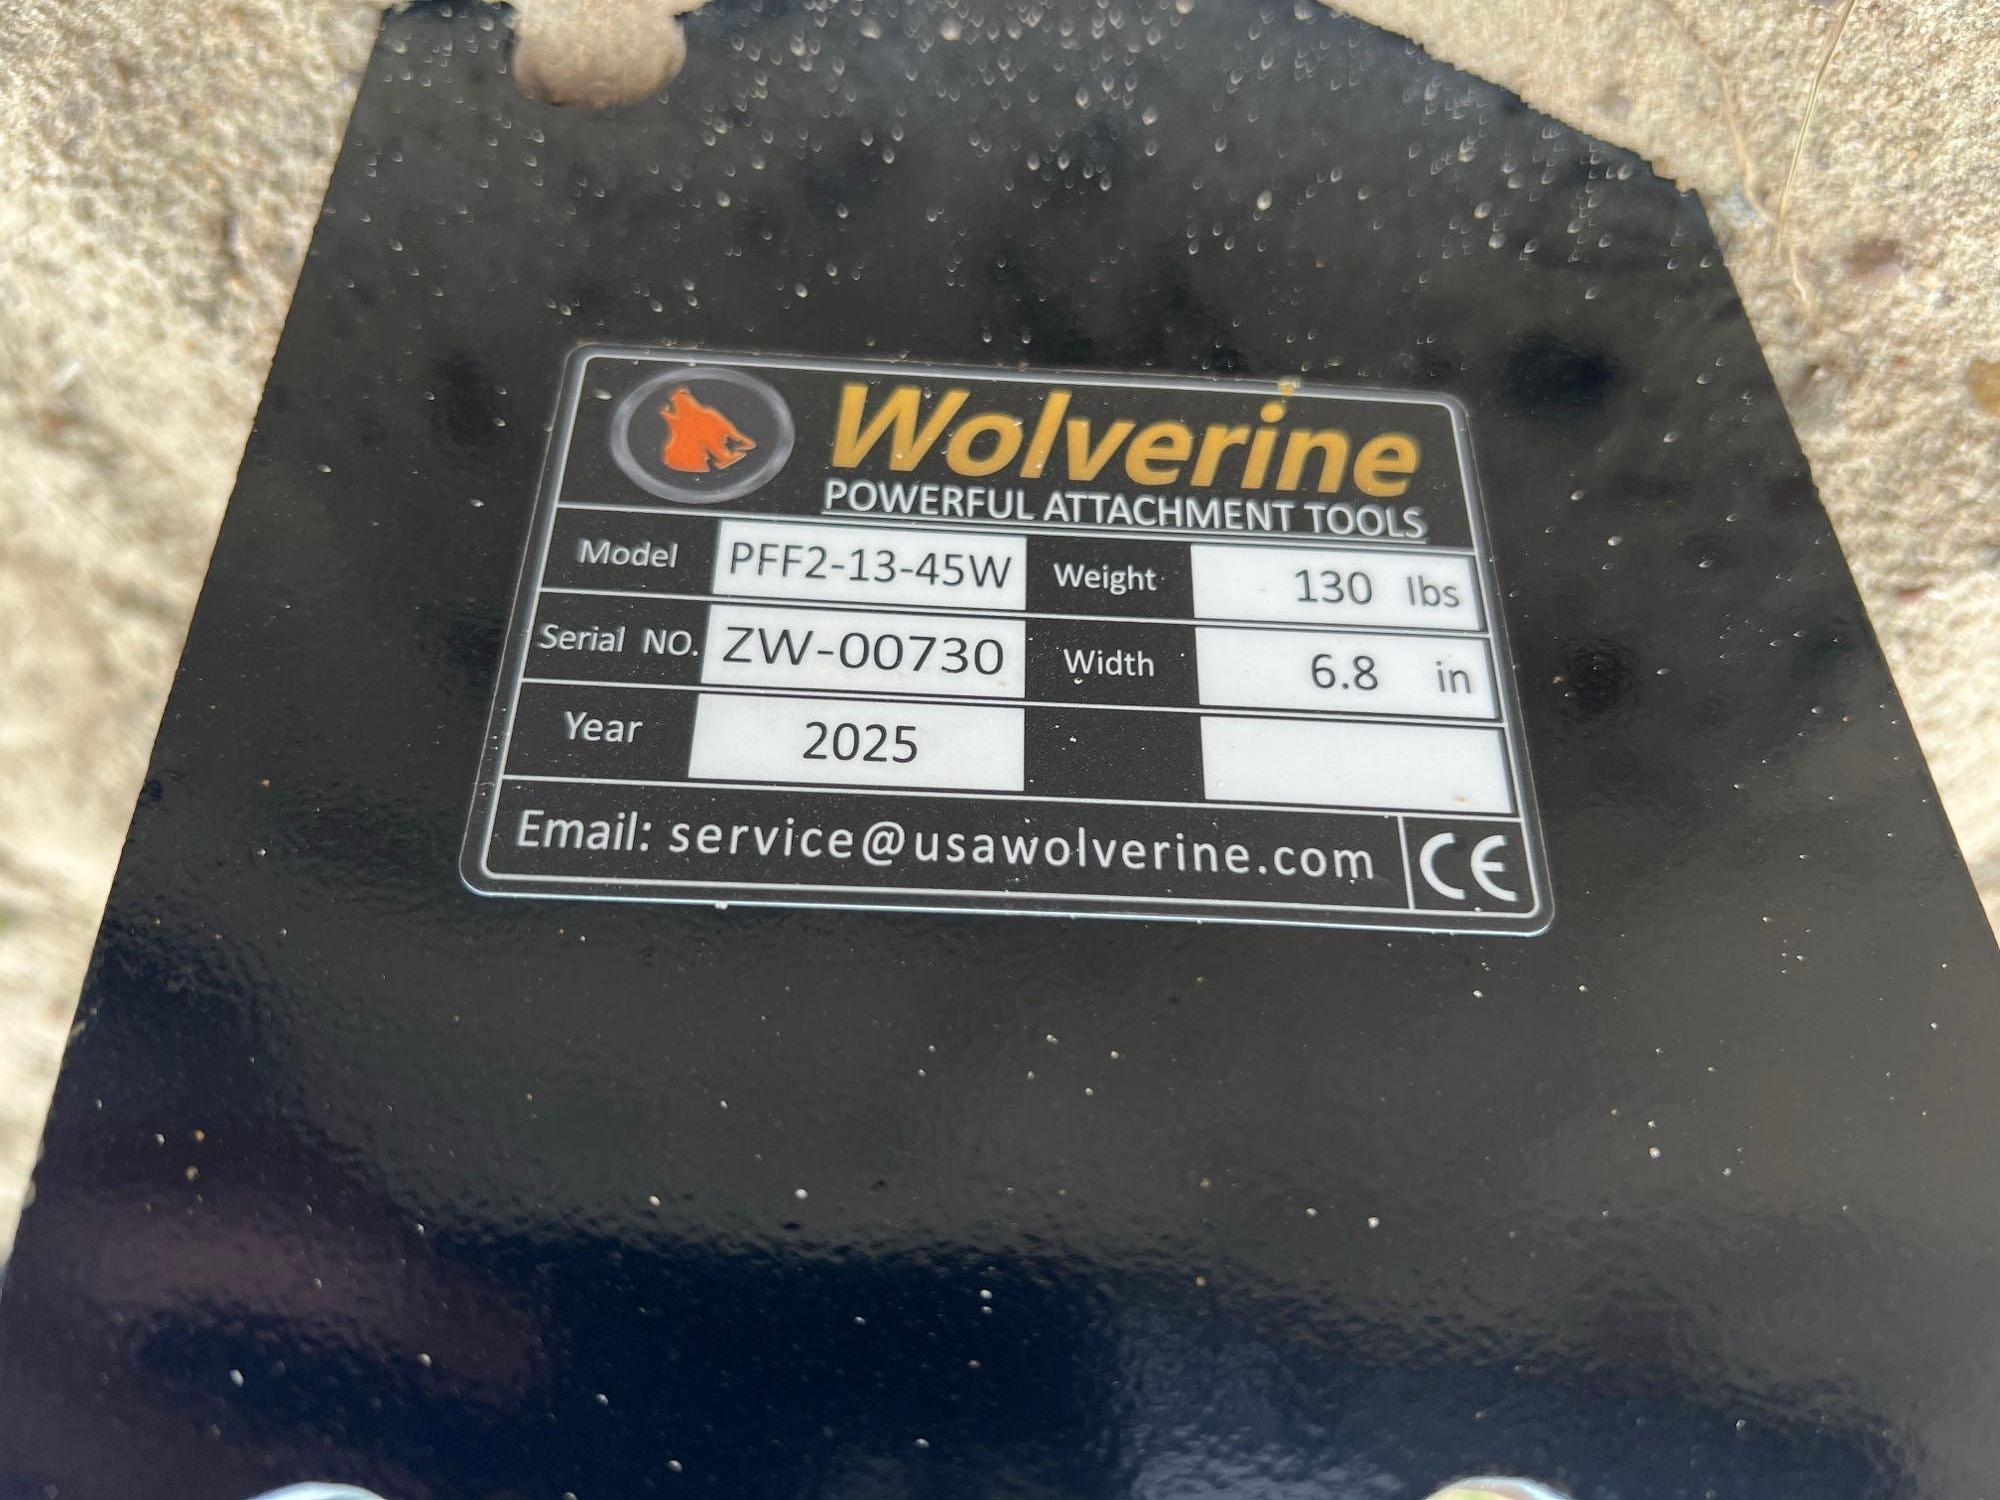 Wolverine
POWERFUL ATTACHMENT TOOLS
Model PFF2-13-45W Weight 130 lbs
Serial NO. ZW-00730 Width 6.8 in
Year 2025
Email: service@usawolverine.com CE